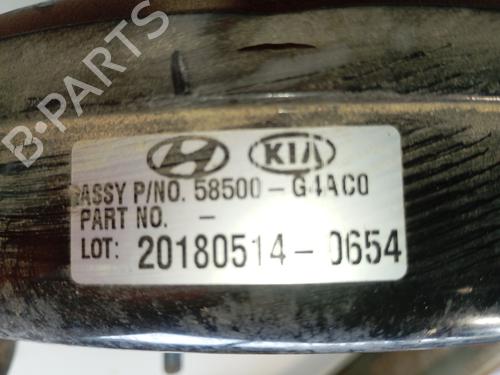 B-PARTS
KIA
ASSY P/NO. 58500-G4AC0
PART NO. -
LOT: 20180514-0654